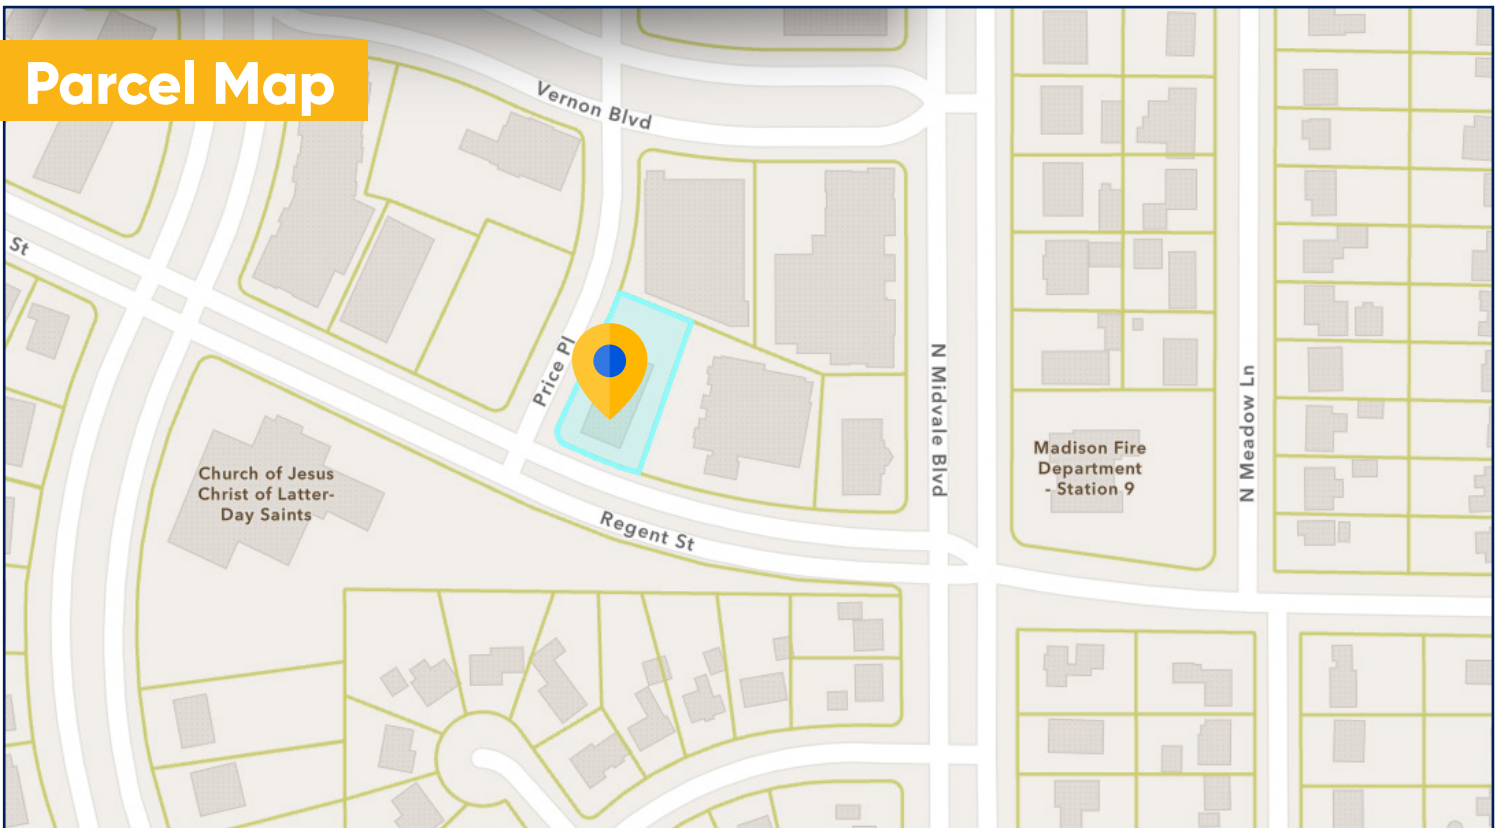 Parcel Map
Vernon Blvd
St
Price Pl
N Midvale Blvd
N Meadow Ln
Madison Fire
Department
- Station 9
Church of Jesus
Christ of Latter-
Day Saints
Regent St